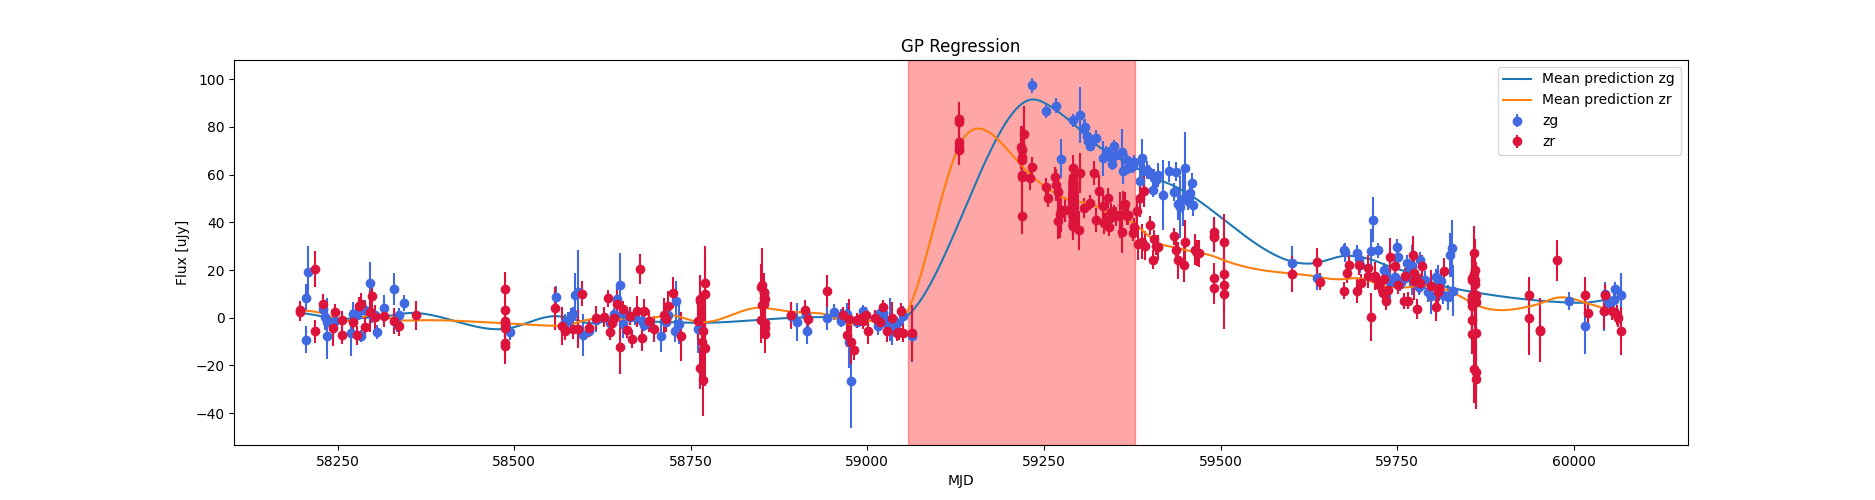 GP Regression
Flux [uJy]
100
80
60
40
20
0
−20
−40
58250
58500
58750
59000
59250
59500
59750
60000
MJD
Mean prediction zg
Mean prediction zr
zg
zr